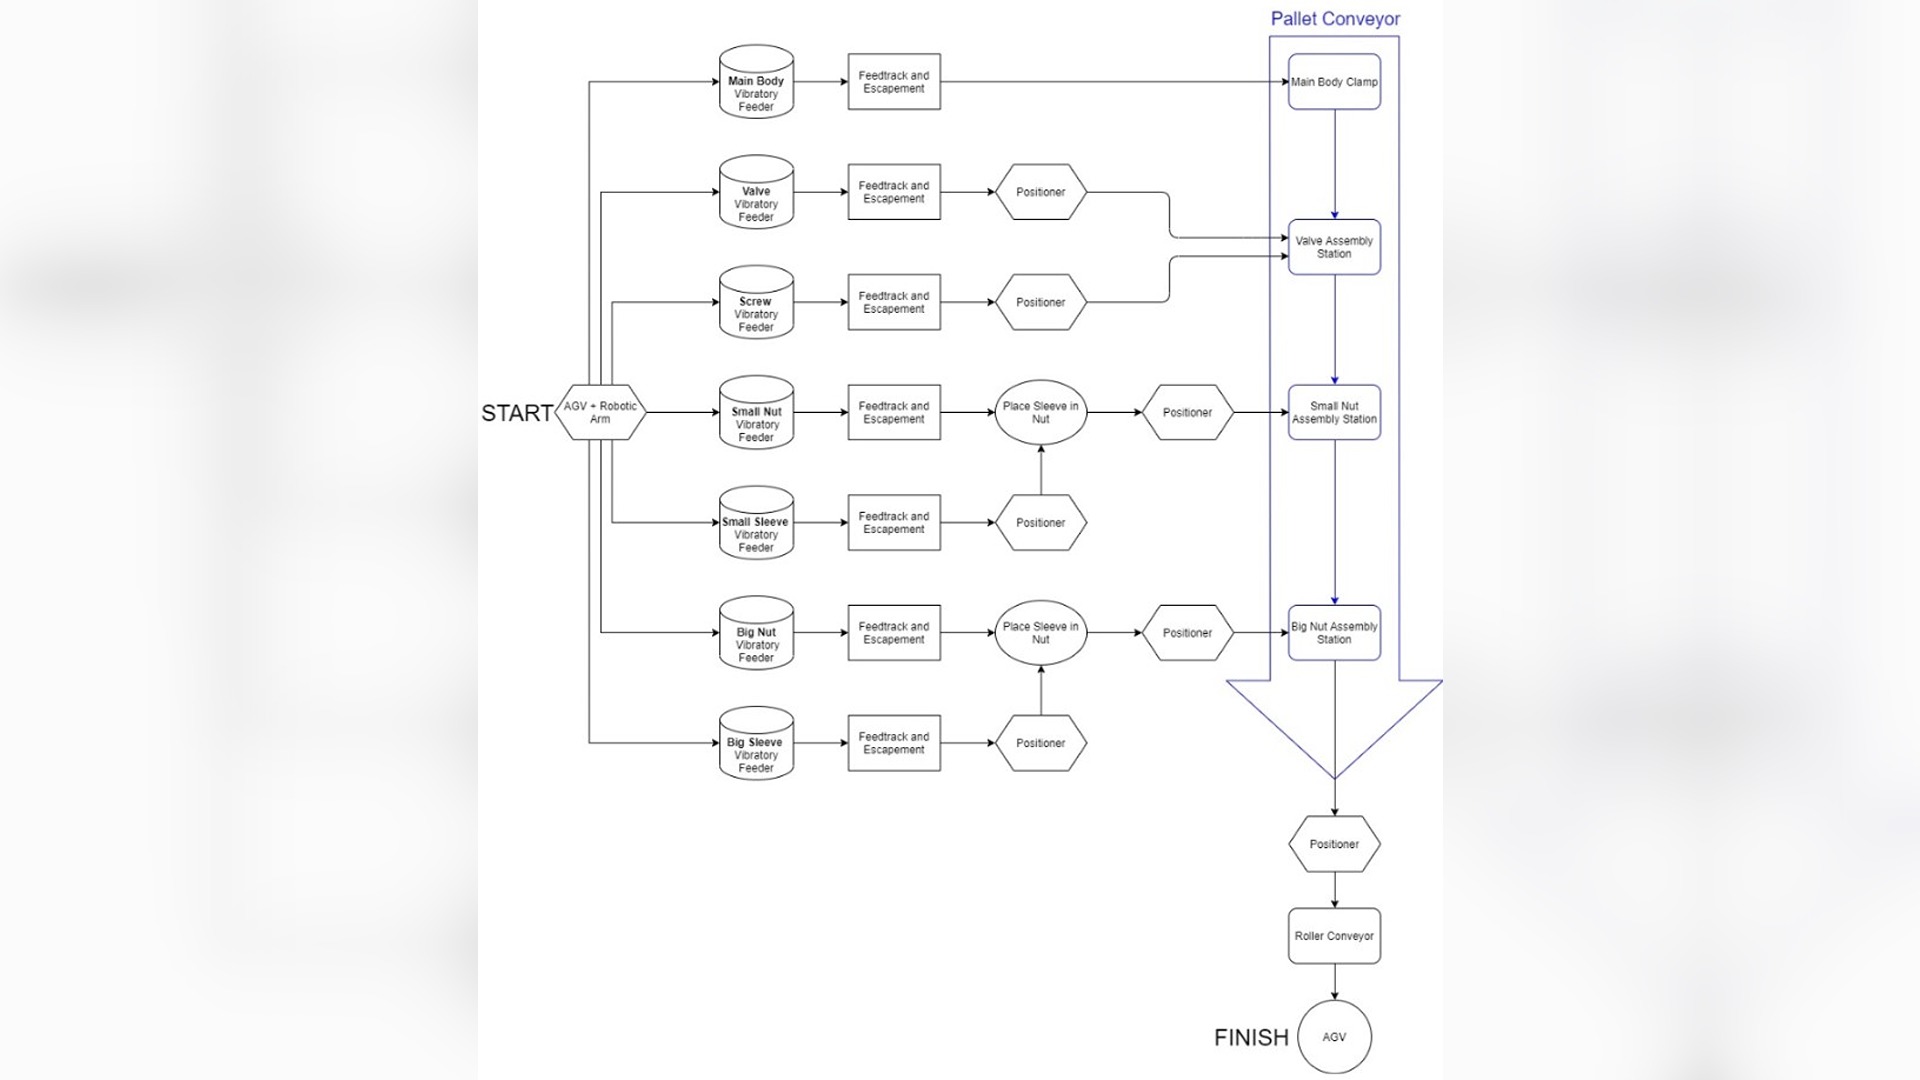 Pallet Conveyor
Main Body
Vibratory
Feeder
Feedtrack and
Escapement
Main Body Clamp
Valve
Vibratory
Feeder
Feedtrack and
Escapement
Positioner
Valve Assembly
Station
Screw
Vibratory
Feeder
Feedtrack and
Escapement
Positioner
START
AGV + Robotic
Arm
Small Nut
Vibratory
Feeder
Feedtrack and
Escapement
Place Sleeve in
Nut
Positioner
Small Nut
Assembly Station
Small Sleeve
Vibratory
Feeder
Feedtrack and
Escapement
Positioner
Big Nut
Vibratory
Feeder
Feedtrack and
Escapement
Place Sleeve in
Nut
Positioner
Big Nut Assembly
Station
Big Sleeve
Vibratory
Feeder
Feedtrack and
Escapement
Positioner
Positioner
Roller Conveyor
FINISH
AGV